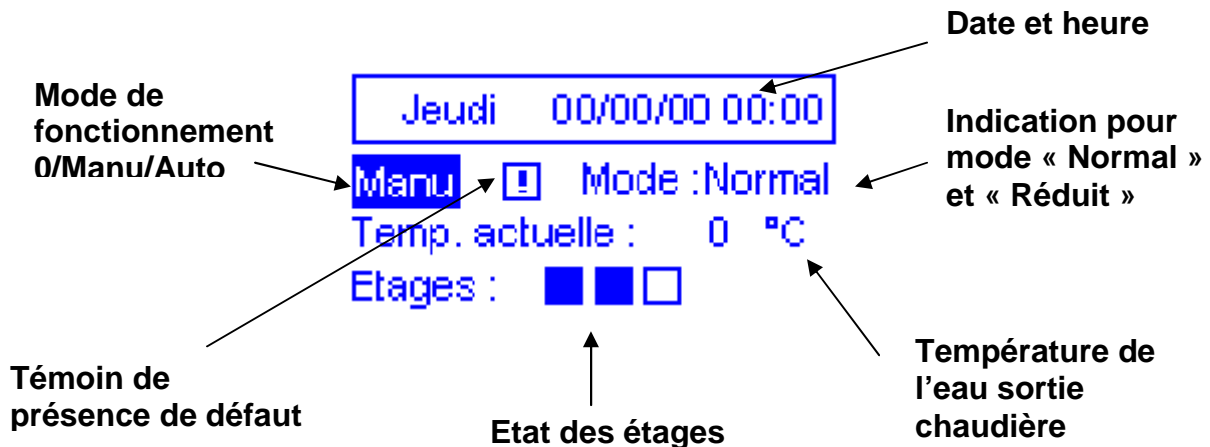 Date et heure
Mode de
fonctionnement
0/Manu/Auto
Jeudi 00/00/00 00:00
Manu ! Mode : Normal
Temp. actuelle : 0 °C
Etages :
Indication pour
mode « Normal »
et « Réduit »
Témoin de
présence de défaut
Etat des étages
Température de
l’eau sortie
chaudière